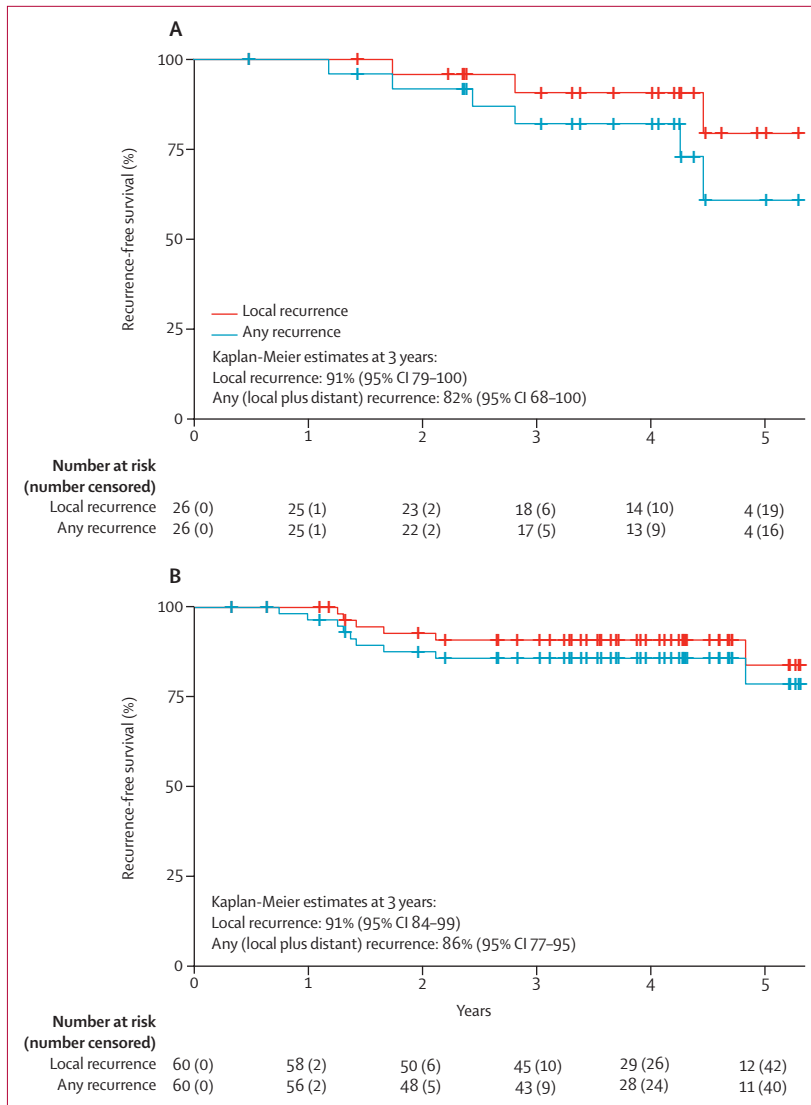 A
100
75
50
25
0
Recurrence-free survival (%)
Local recurrence
Any recurrence
Kaplan-Meier estimates at 3 years:
Local recurrence: 91% (95% CI 79–100)
Any (local plus distant) recurrence: 82% (95% CI 68–100)
0 1 2 3 4 5
Number at risk
(number censored)
Local recurrence 26 (0) 25 (1) 23 (2) 18 (6) 14 (10) 4 (19)
Any recurrence 26 (0) 25 (1) 22 (2) 17 (5) 13 (9) 4 (16)
B
100
75
50
25
0
Recurrence-free survival (%)
Kaplan-Meier estimates at 3 years:
Local recurrence: 91% (95% CI 84–99)
Any (local plus distant) recurrence: 86% (95% CI 77–95)
0 1 2 3 4 5
Years
Number at risk
(number censored)
Local recurrence 60 (0) 58 (2) 50 (6) 45 (10) 29 (26) 12 (42)
Any recurrence 60 (0) 56 (2) 48 (5) 43 (9) 28 (24) 11 (40)